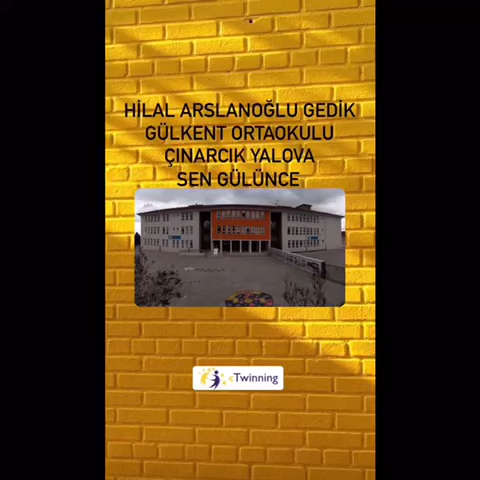 HİLAL ARSLANOĞLU GEDİK
GÜLKENT ORTAOKULU
ÇINARCIK YALOVA
SEN GÜLÜNCE
eTwinning